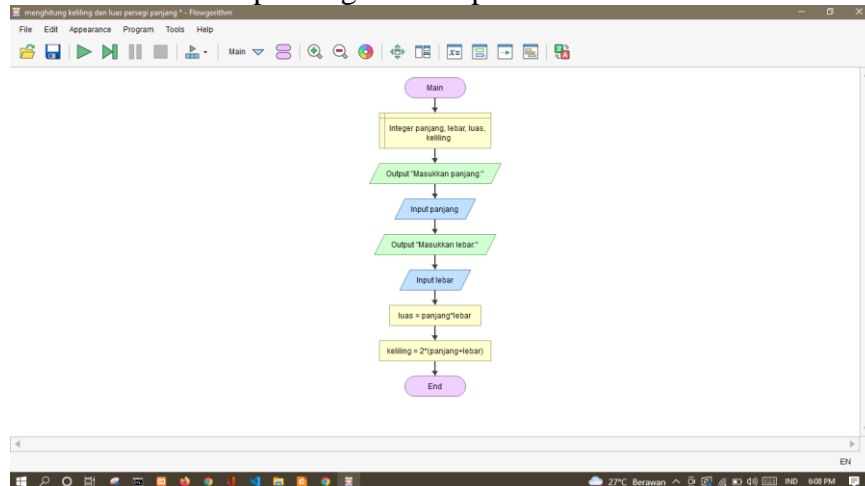 menghitung keliling dan luas persegi panjang * - Flowgorithm
File Edit Appearance Program Tools Help
Main
Main
Integer panjang, lebar, luas,
keliling
Output "Masukkan panjang:"
Input panjang
Output "Masukkan lebar:"
Input lebar
luas = panjang*lebar
keliling = 2*(panjang+lebar)
End
EN
27°C Berawan IND 6:08 PM